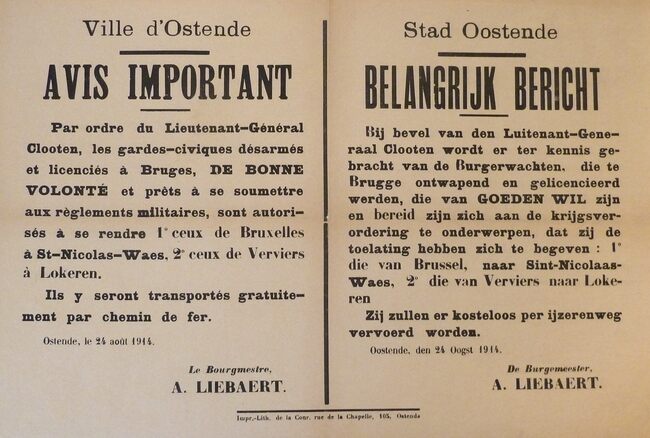 Ville d'Ostende
AVIS IMPORTANT
Par ordre du Lieutenant-Général
Clooten, les gardes-civiques désarmés
et licenciés à Bruges, DE BONNE
VOLONTÉ et prêts à se soumettre
aux règlements militaires, sont autori-
sés à se rendre 1° ceux de Bruxelles
à St-Nicolas-Waes, 2° ceux de Verviers
à Lokeren.
Ils y seront transportés gratuite-
ment par chemin de fer.
Ostende, le 24 août 1914.
Le Bourgmestre,
A. LIEBAERT.
Stad Oostende
BELANGRIJK BERICHT
Bij bevel van den Luitenant-Gene-
raal Clooten wordt er ter kennis ge-
bracht van de Burgerwachten, die te
Brugge ontwapend en gelicencieerd
werden, die van GOEDEN WIL zijn
en bereid zijn zich aan de krijgsver-
ordering te onderwerpen, dat zij de
toelating hebben zich te begeven : 1°
die van Brussel, naar Sint-Nicolaas-
Waes, 2° die van Verviers naar Loke-
ren
Zij zullen er kosteloos per ijzerenweg
vervoerd worden.
Oostende, den 24 Oogst 1914.
De Burgemeester,
A. LIEBAERT.
Impr.-Lith. de la Cour, rue de la Chapelle, 105, Ostende